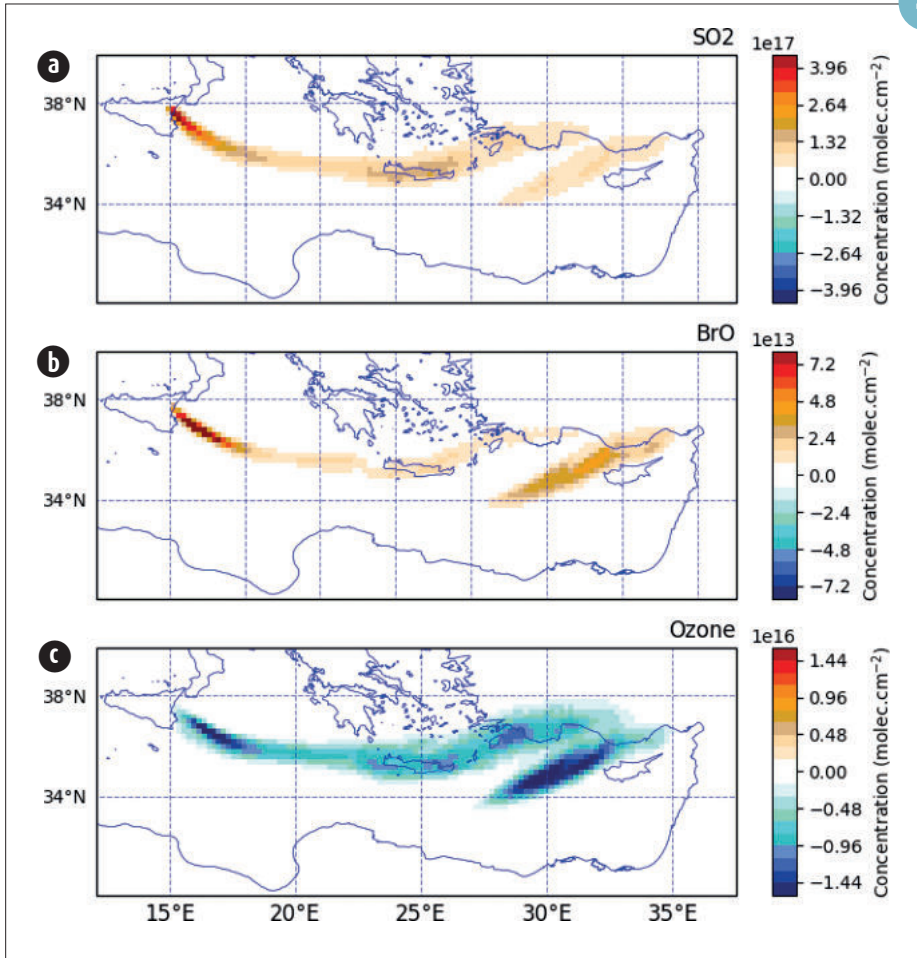 a
SO2
1e17
38°N
34°N
3.96
2.64
1.32
0.00
−1.32
−2.64
−3.96
Concentration (molec.cm−2)
b
BrO
1e13
38°N
34°N
7.2
4.8
2.4
0.0
−2.4
−4.8
−7.2
Concentration (molec.cm−2)
c
Ozone
1e16
38°N
34°N
1.44
0.96
0.48
0.00
−0.48
−0.96
−1.44
Concentration (molec.cm−2)
15°E 20°E 25°E 30°E 35°E